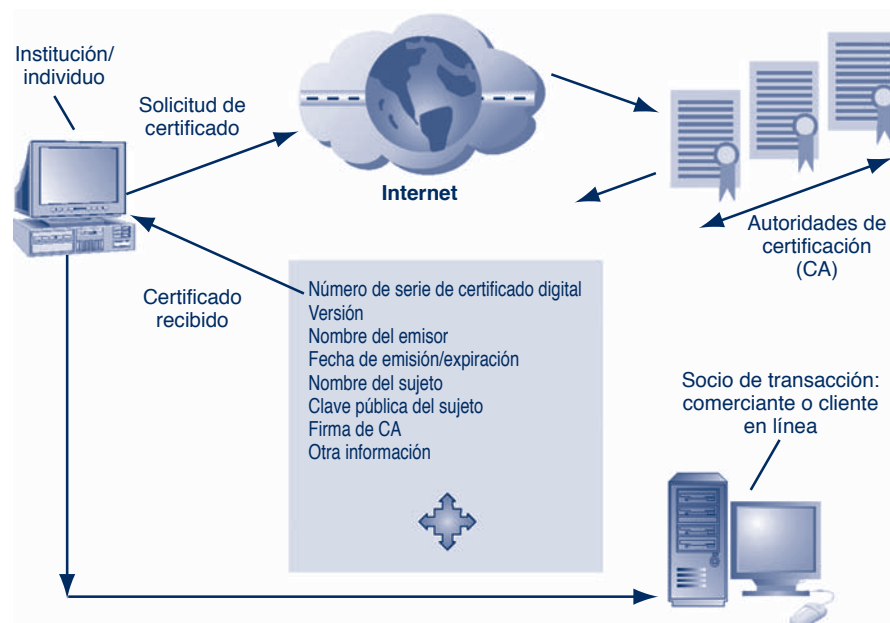 Institución/
individuo
Solicitud de
certificado
Internet
Autoridades de
certificación
(CA)
Certificado
recibido
Número de serie de certificado digital
Versión
Nombre del emisor
Fecha de emisión/expiración
Nombre del sujeto
Clave pública del sujeto
Firma de CA
Otra información
Socio de transacción:
comerciante o cliente
en línea